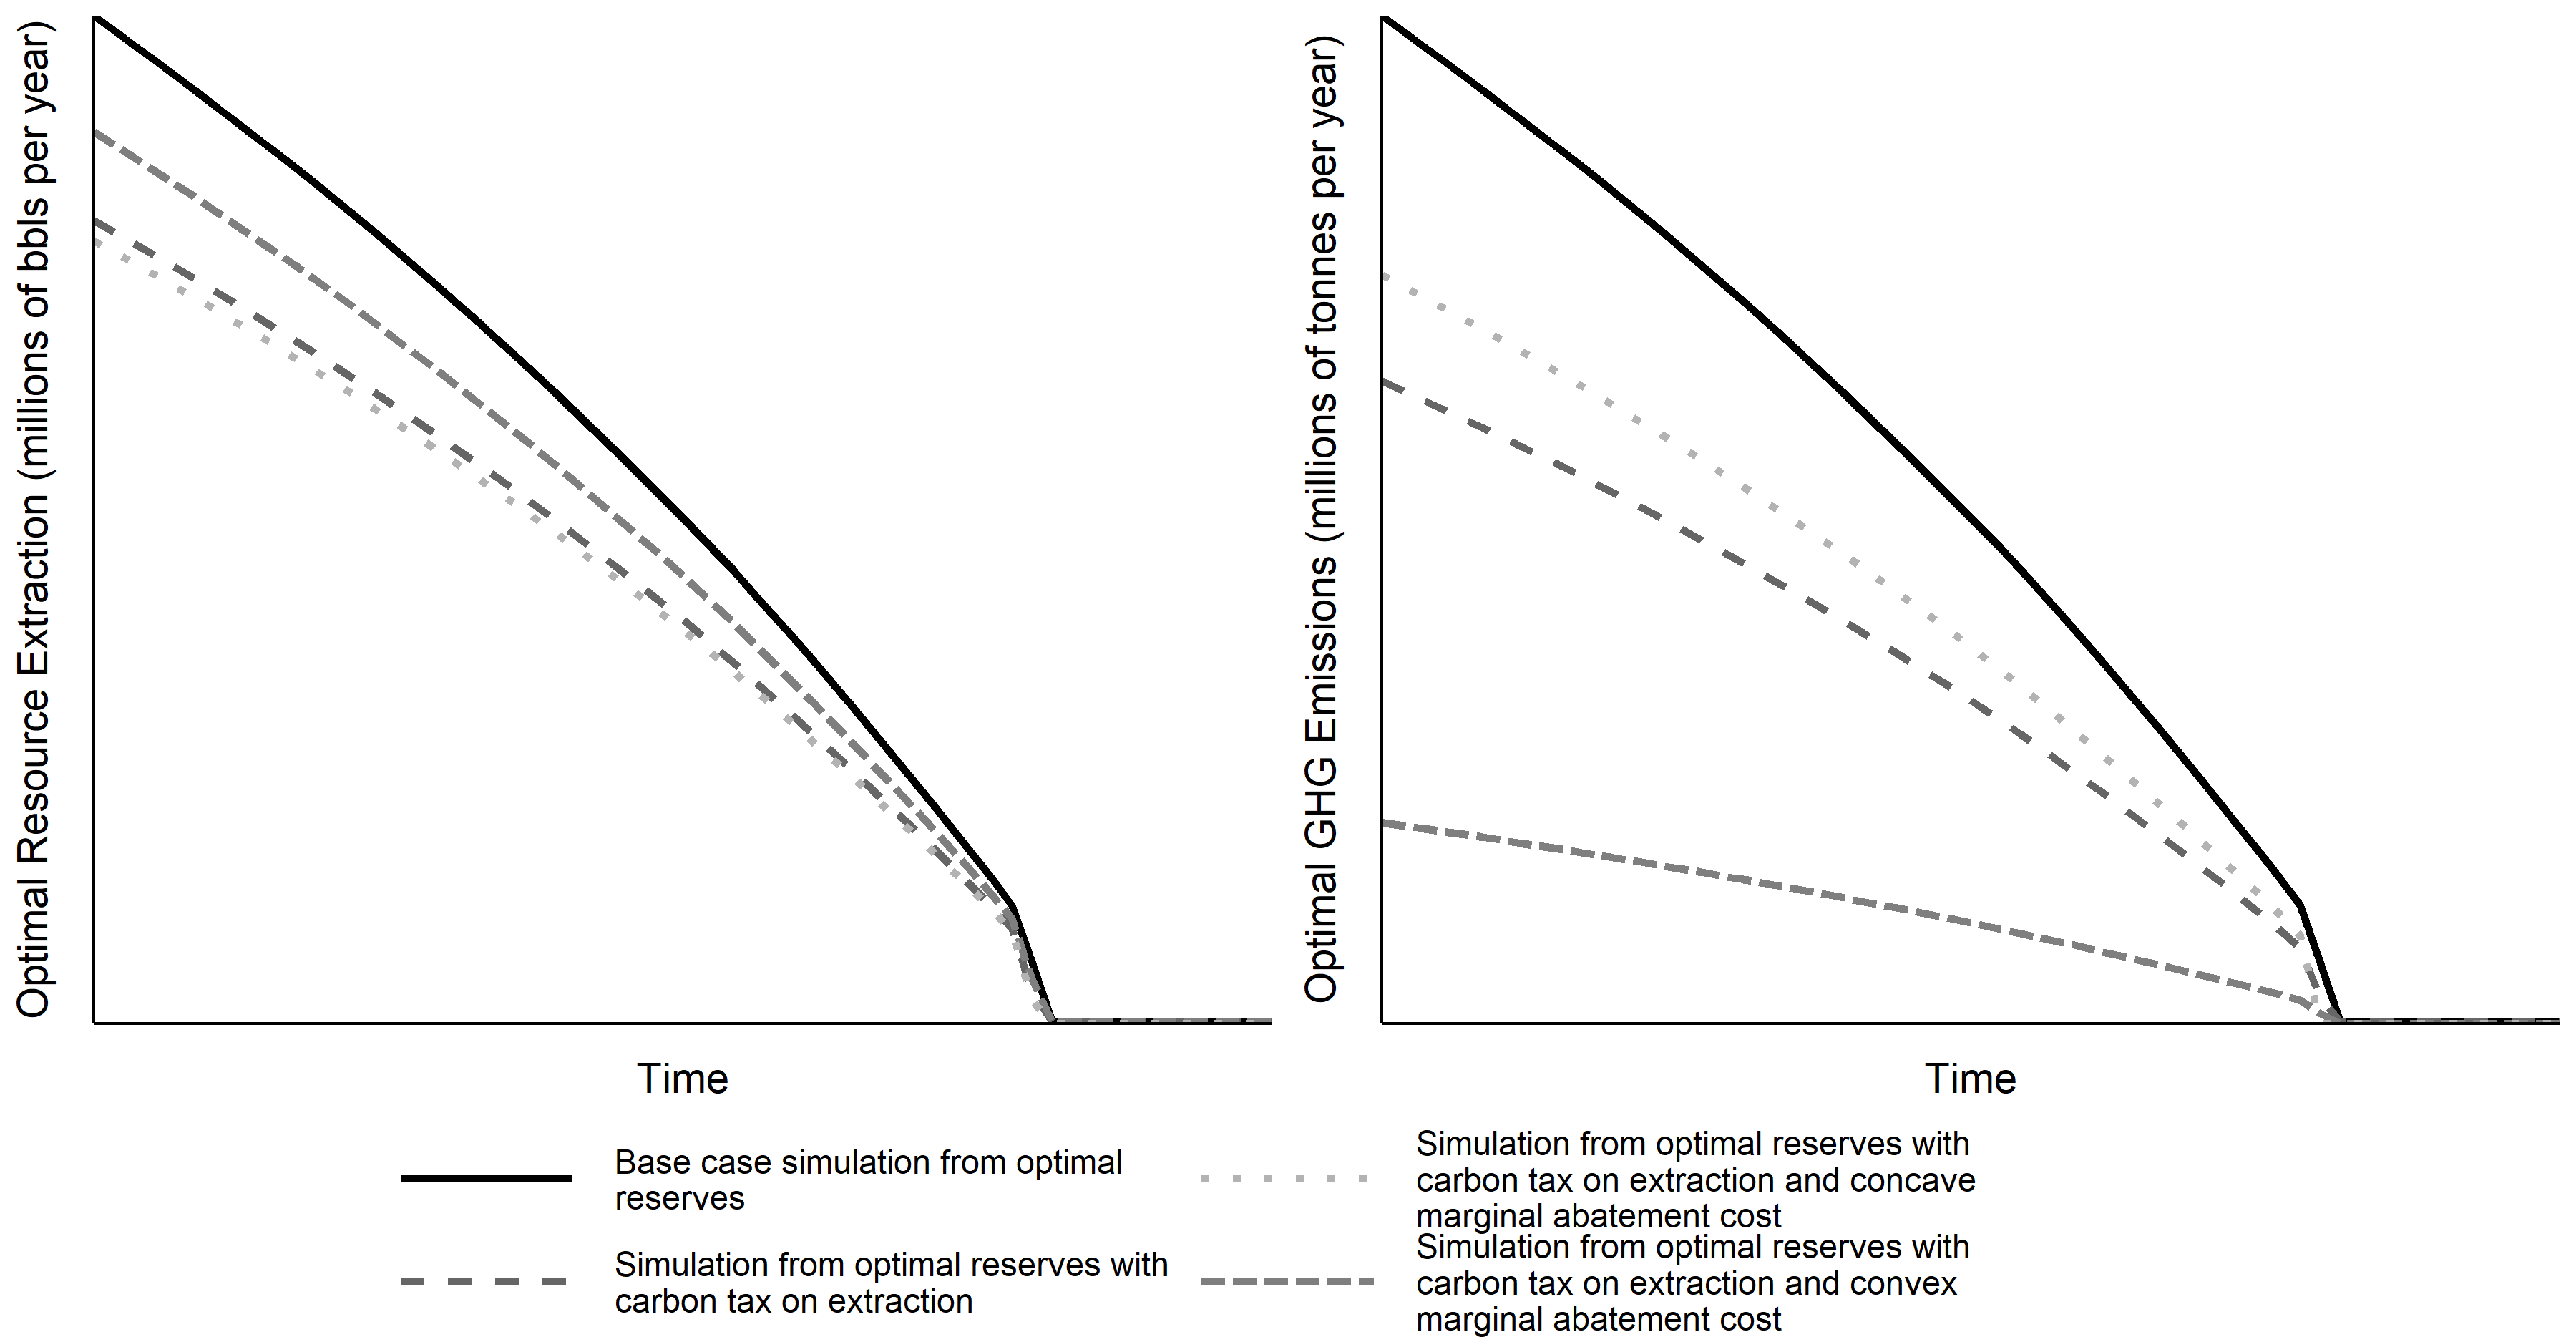 Optimal Resource Extraction (millions of bbls per year)
Time
Optimal GHG Emissions (millions of tonnes per year)
Time
Base case simulation from optimal
reserves
Simulation from optimal reserves with
carbon tax on extraction
Simulation from optimal reserves with
carbon tax on extraction and concave
marginal abatement cost
Simulation from optimal reserves with
carbon tax on extraction and convex
marginal abatement cost